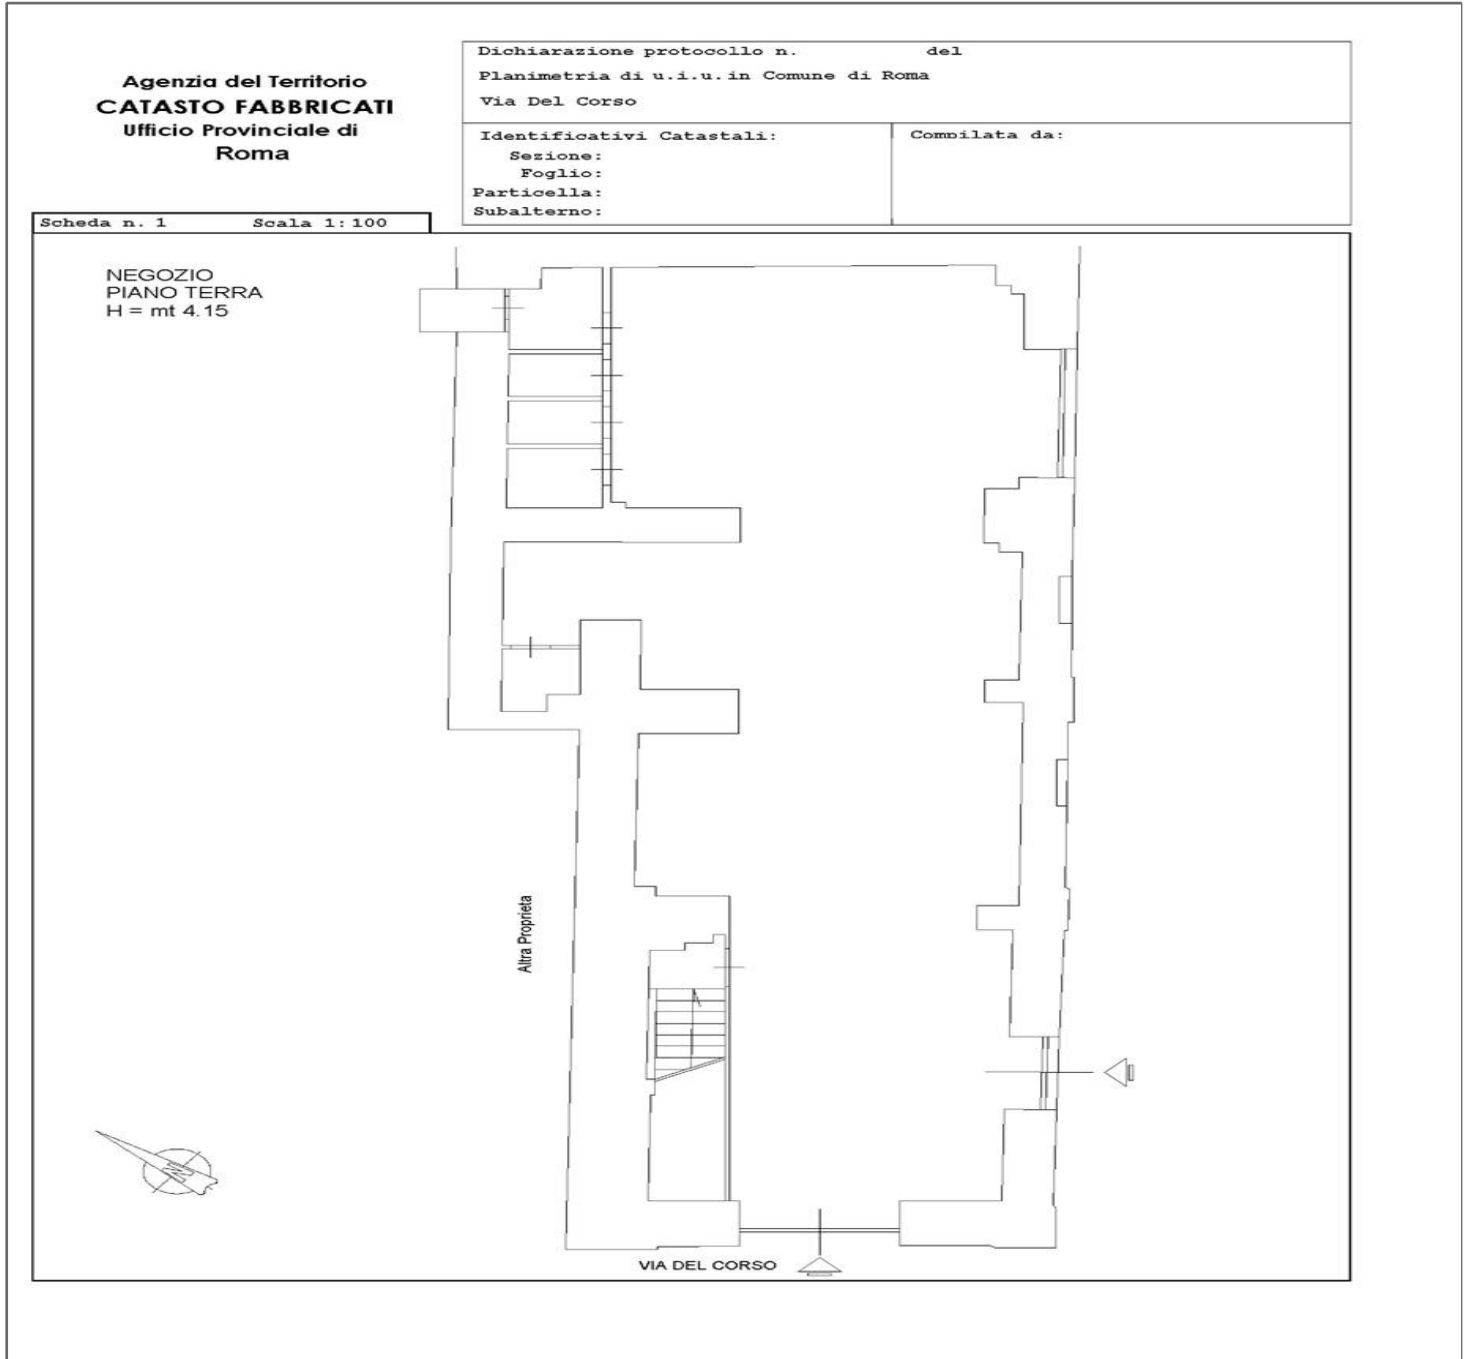 Agenzia del Territorio
CATASTO FABBRICATI
Ufficio Provinciale di
Roma
Dichiarazione protocollo n. del
Planimetria di u.i.u. in Comune di Roma
Via Del Corso
Identificativi Catastali:
Sezione:
Foglio:
Particella:
Subalterno:
Compilata da:
Scheda n. 1 Scala 1:100
NEGOZIO
PIANO TERRA
H = mt 4.15
Altra Proprieta
N
VIA DEL CORSO